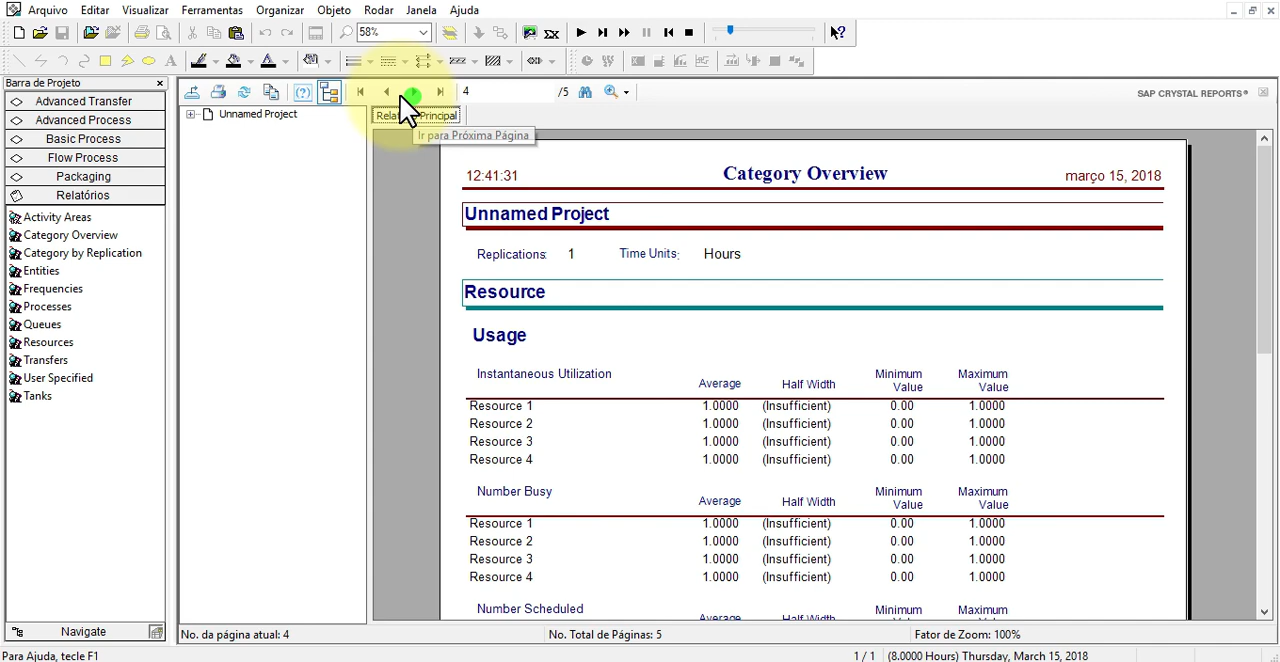 Arquivo Editar Visualizar Ferramentas Organizar Objeto Rodar Janela Ajuda
58%
Barra de Projeto
Advanced Transfer
Advanced Process
Basic Process
Flow Process
Packaging
Relatórios
Activity Areas
Category Overview
Category by Replication
Entities
Frequencies
Processes
Queues
Resources
Transfers
User Specified
Tanks
Navigate
4 /5
SAP CRYSTAL REPORTS®
Unnamed Project
Principal
Ir para Próxima Página
12:41:31 Category Overview março 15, 2018
Unnamed Project
Replications: 1 Time Units: Hours
Resource
Usage
Instantaneous Utilization Average Half Width Minimum Value Maximum Value
Resource 1 1.0000 (Insufficient) 0.00 1.0000
Resource 2 1.0000 (Insufficient) 0.00 1.0000
Resource 3 1.0000 (Insufficient) 0.00 1.0000
Resource 4 1.0000 (Insufficient) 0.00 1.0000
Number Busy Average Half Width Minimum Value Maximum Value
Resource 1 1.0000 (Insufficient) 0.00 1.0000
Resource 2 1.0000 (Insufficient) 0.00 1.0000
Resource 3 1.0000 (Insufficient) 0.00 1.0000
Resource 4 1.0000 (Insufficient) 0.00 1.0000
Number Scheduled Average Half Width Minimum Maximum
No. da página atual: 4 No. Total de Páginas: 5 Fator de Zoom: 100%
Para Ajuda, tecle F1 1 / 1 (8.0000 Hours) Thursday, March 15, 2018